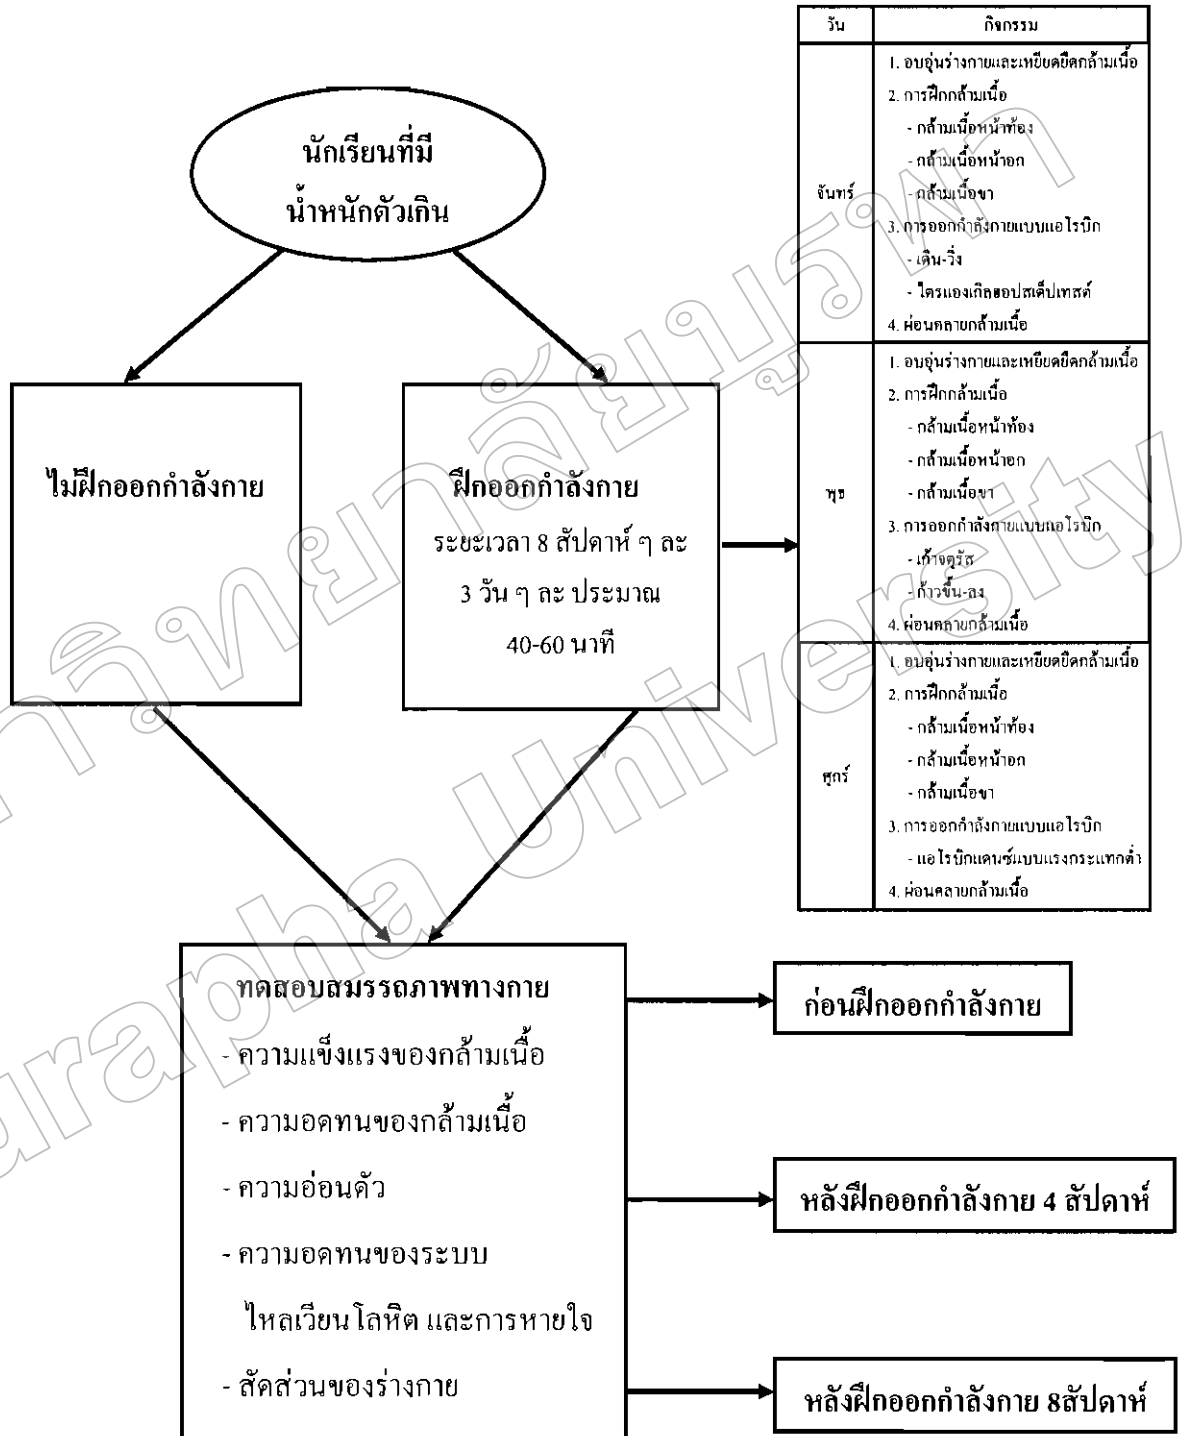 นักเรียนที่มี
น้ำหนักตัวเกิน
ไม่ฝึกออกกำลังกาย
ฝึกออกกำลังกาย
ระยะเวลา 8 สัปดาห์ ๆ ละ
3 วัน ๆ ละ ประมาณ
40-60 นาที
วัน กิจกรรม
จันทร์
1. อบอุ่นร่างกายและเหยียดยืดกล้ามเนื้อ
2. การฝึกกล้ามเนื้อ
- กล้ามเนื้อหน้าท้อง
- กล้ามเนื้อหน้าอก
- กล้ามเนื้อขา
3. การออกกำลังกายแบบแอโรบิก
- เดิน-วิ่ง
- ไตรแองเกิลฮอปสเต็ปเทสต์
4. ผ่อนคลายกล้ามเนื้อ
พุธ
1. อบอุ่นร่างกายและเหยียดยืดกล้ามเนื้อ
2. การฝึกกล้ามเนื้อ
- กล้ามเนื้อหน้าท้อง
- กล้ามเนื้อหน้าอก
- กล้ามเนื้อขา
3. การออกกำลังกายแบบแอโรบิก
- เก้าจตุรัส
- ก้าวขึ้น-ลง
4. ผ่อนคลายกล้ามเนื้อ
ศุกร์
1. อบอุ่นร่างกายและเหยียดยืดกล้ามเนื้อ
2. การฝึกกล้ามเนื้อ
- กล้ามเนื้อหน้าท้อง
- กล้ามเนื้อหน้าอก
- กล้ามเนื้อขา
3. การออกกำลังกายแบบแอโรบิก
- แอโรบิกแดนซ์แบบแรงกระแทกต่ำ
4. ผ่อนคลายกล้ามเนื้อ
ทดสอบสมรรถภาพทางกาย
- ความแข็งแรงของกล้ามเนื้อ
- ความอดทนของกล้ามเนื้อ
- ความอ่อนตัว
- ความอดทนของระบบ
ไหลเวียนโลหิต และการหายใจ
- สัดส่วนของร่างกาย
ก่อนฝึกออกกำลังกาย
หลังฝึกออกกำลังกาย 4 สัปดาห์
หลังฝึกออกกำลังกาย 8สัปดาห์
วิทยาลัยบูรพา
University